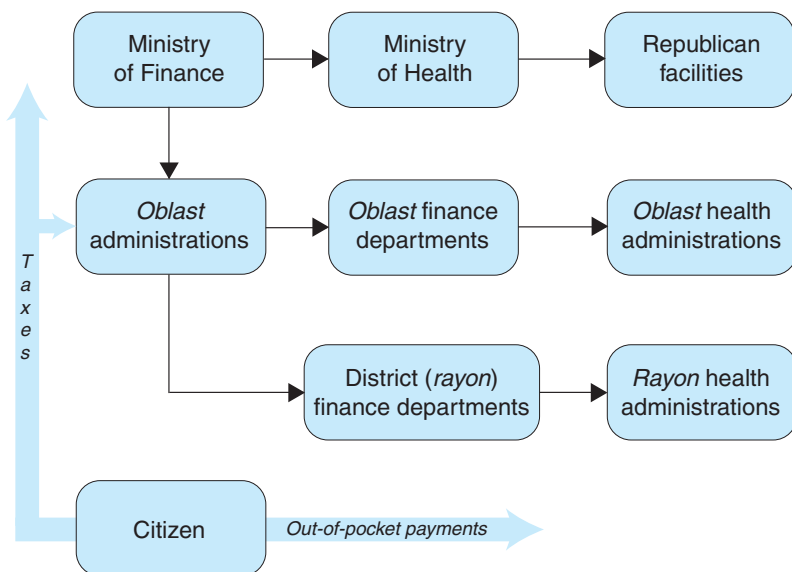 Ministry
of Finance
Ministry
of Health
Republican
facilities
Oblast
administrations
Oblast finance
departments
Oblast health
administrations
Taxes
District (rayon)
finance departments
Rayon health
administrations
Citizen
Out-of-pocket payments